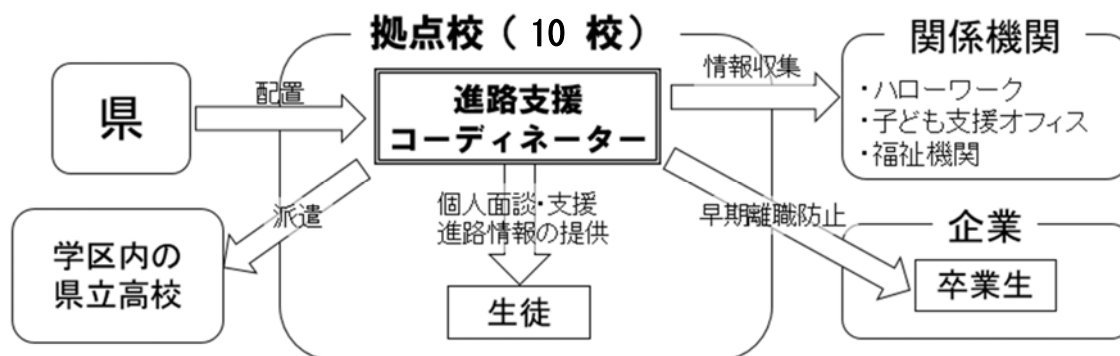 拠点校（10 校）
県
配置
進路支援
コーディネーター
情報収集
関係機関
・ハローワーク
・子ども支援オフィス
・福祉機関
派遣
学区内の
県立高校
個人面談・支援
進路情報の提供
生徒
早期離職防止
企業
卒業生